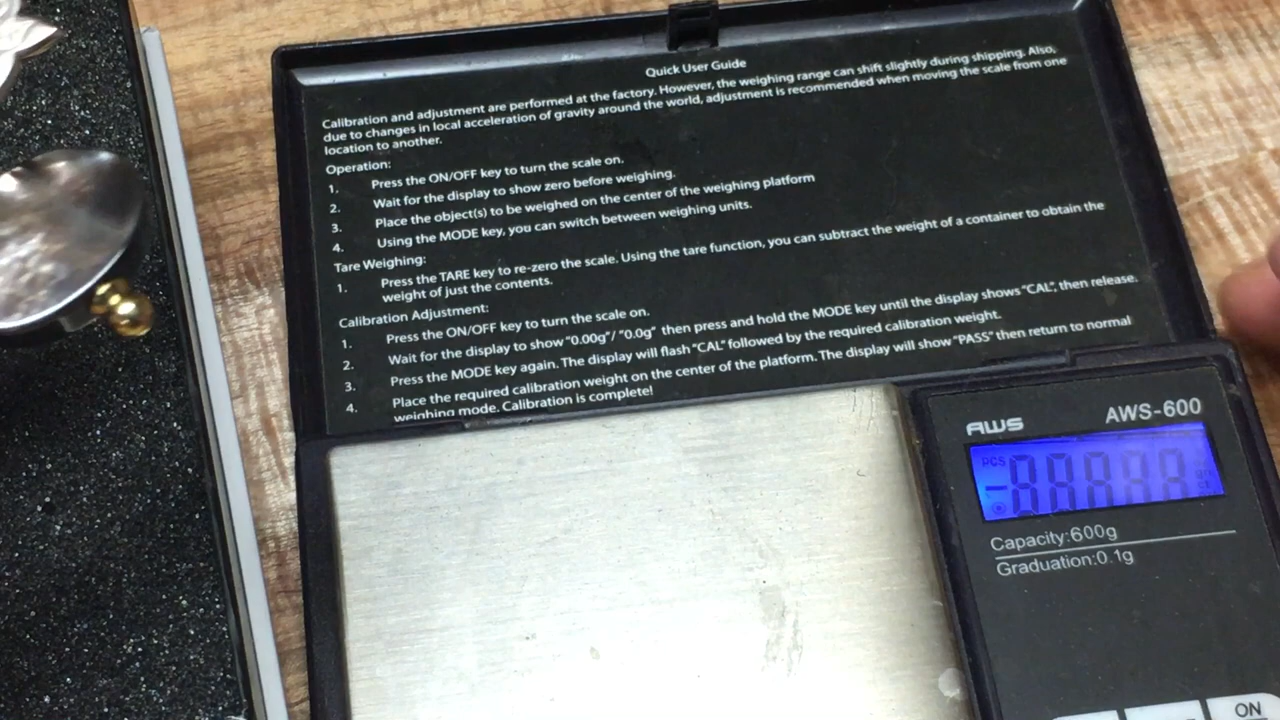 Quick User Guide
Calibration and adjustment are performed at the factory. However, the weighing range can shift slightly during shipping. Also,
due to changes in local acceleration of gravity around the world, adjustment is recommended when moving the scale from one
location to another.
Operation:
1. Press the ON/OFF key to turn the scale on.
2. Wait for the display to show zero before weighing.
3. Place the object(s) to be weighed on the center of the weighing platform
4. Using the MODE key, you can switch between weighing units.
Tare Weighing:
1. Press the TARE key to re-zero the scale. Using the tare function, you can subtract the weight of a container to obtain the
weight of just the contents.
Calibration Adjustment:
1. Press the ON/OFF key to turn the scale on.
2. Wait for the display to show "0.00g"/ "0.0g" then press and hold the MODE key until the display shows "CAL", then release.
3. Press the MODE key again. The display will flash "CAL" followed by the required calibration weight.
4. Place the required calibration weight on the center of the platform. The display will show "PASS" then return to normal
weighing mode. Calibration is complete!
AWS AWS-600
PCS
-88888
Capacity:600g
Graduation:0.1g
ON